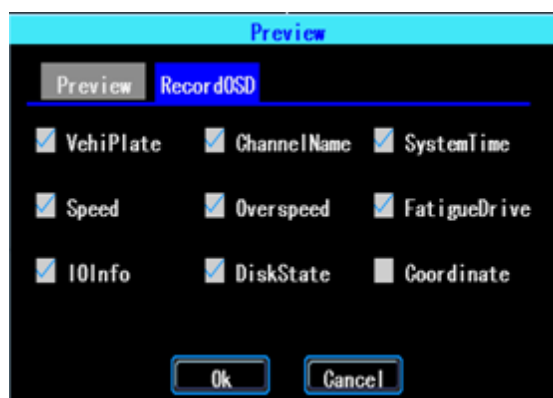 Preview
Preview RecordOSD
VehiPlate ChannelName SystemTime
Speed Overspeed FatigueDrive
IOInfo DiskState Coordinate
Ok Cancel